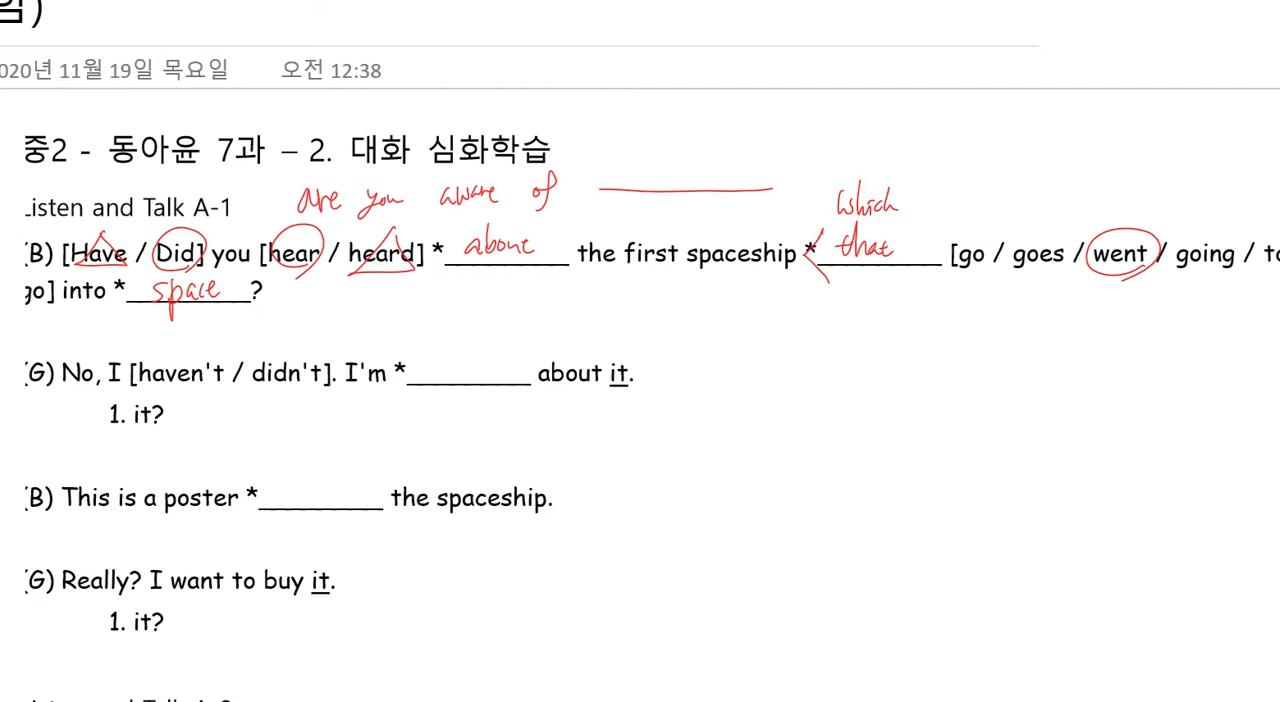 020년 11월 19일 목요일 오전 12:38
중2 - 동아윤 7과 – 2. 대화 심화학습
Are you aware of ________ which
Listen and Talk A-1
(B) [Have / Did] you [hear / heard] * about the first spaceship * that [go / goes / went / going / to
go] into * space ?
(G) No, I [haven't / didn't]. I'm *________ about it.
1. it?
(B) This is a poster *________ the spaceship.
(G) Really? I want to buy it.
1. it?